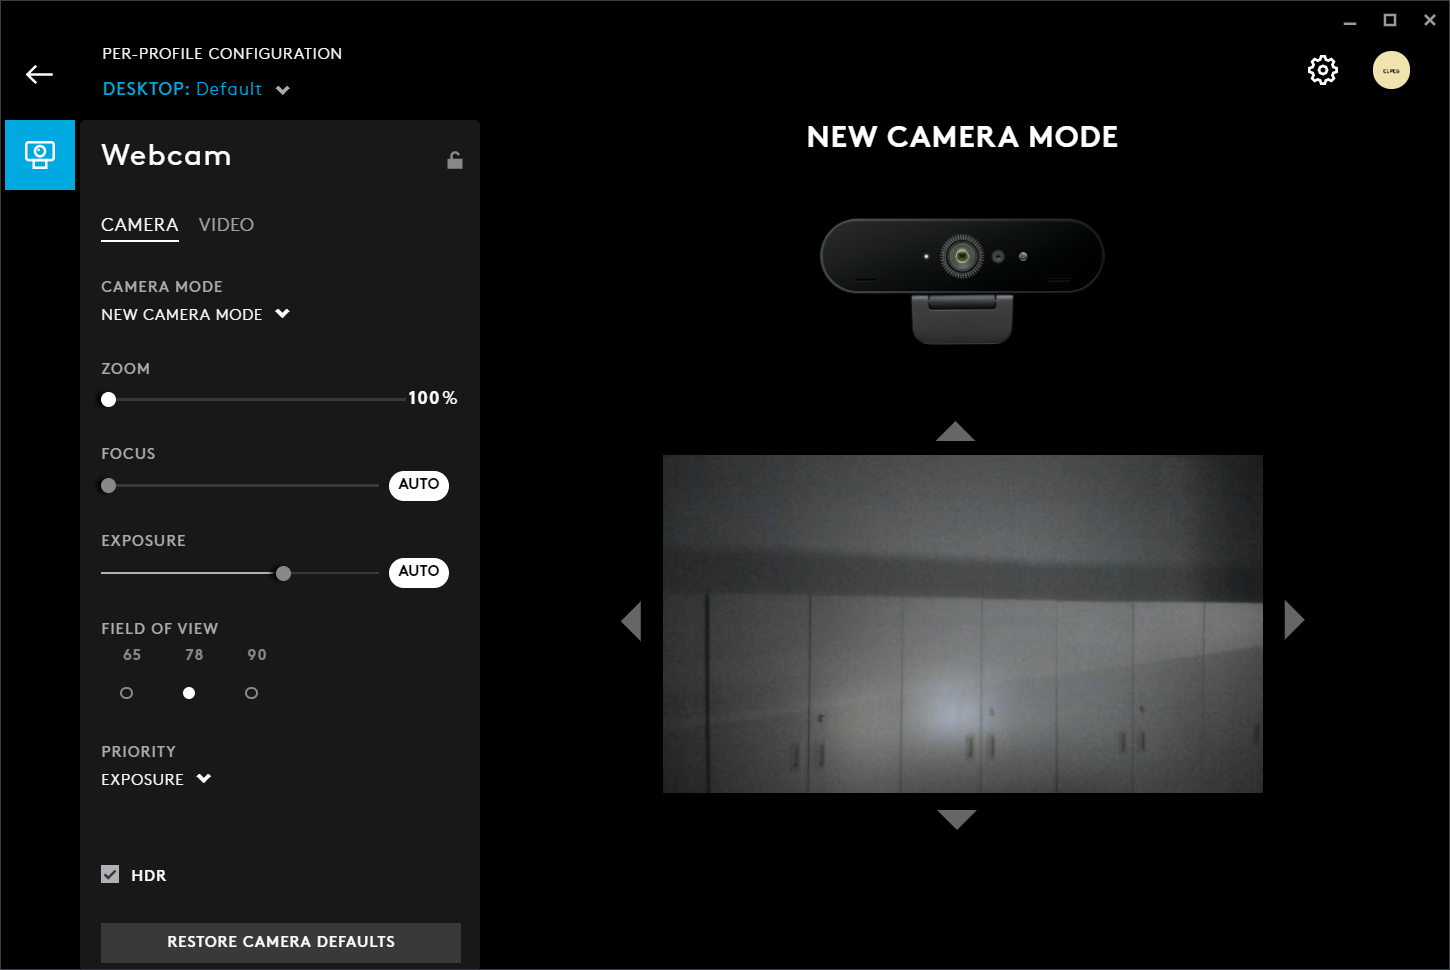 PER-PROFILE CONFIGURATION
DESKTOP: Default
Webcam
CAMERA VIDEO
CAMERA MODE
NEW CAMERA MODE
ZOOM
100%
FOCUS
AUTO
EXPOSURE
AUTO
FIELD OF VIEW
65 78 90
PRIORITY
EXPOSURE
HDR
RESTORE CAMERA DEFAULTS
NEW CAMERA MODE